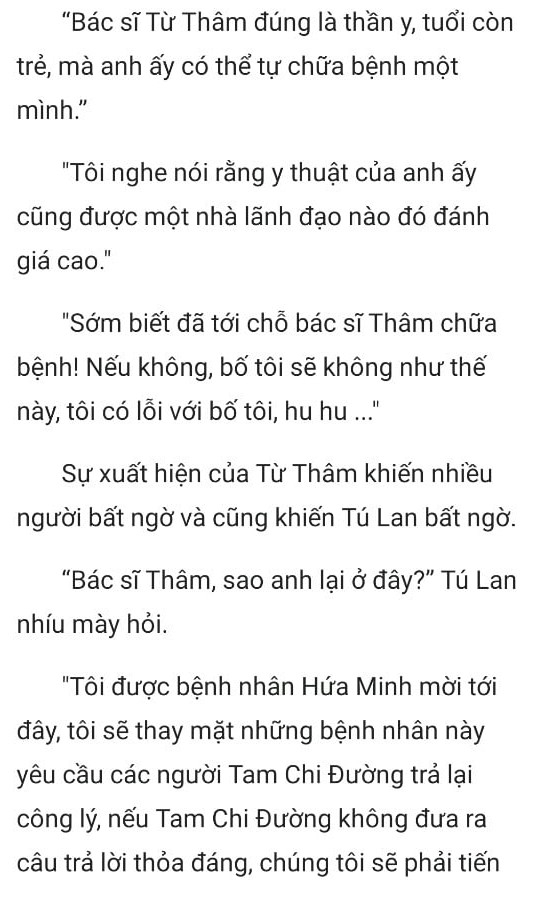 “Bác sĩ Từ Thâm đúng là thần y, tuổi còn
trẻ, mà anh ấy có thể tự chữa bệnh một
mình.”
"Tôi nghe nói rằng y thuật của anh ấy
cũng được một nhà lãnh đạo nào đó đánh
giá cao."
"Sớm biết đã tới chỗ bác sĩ Thâm chữa
bệnh! Nếu không, bố tôi sẽ không như thế
này, tôi có lỗi với bố tôi, hu hu ..."
Sự xuất hiện của Từ Thâm khiến nhiều
người bất ngờ và cũng khiến Tú Lan bất ngờ.
“Bác sĩ Thâm, sao anh lại ở đây?” Tú Lan
nhíu mày hỏi.
"Tôi được bệnh nhân Hứa Minh mời tới
đây, tôi sẽ thay mặt những bệnh nhân này
yêu cầu các người Tam Chi Đường trả lại
công lý, nếu Tam Chi Đường không đưa ra
câu trả lời thỏa đáng, chúng tôi sẽ phải tiến